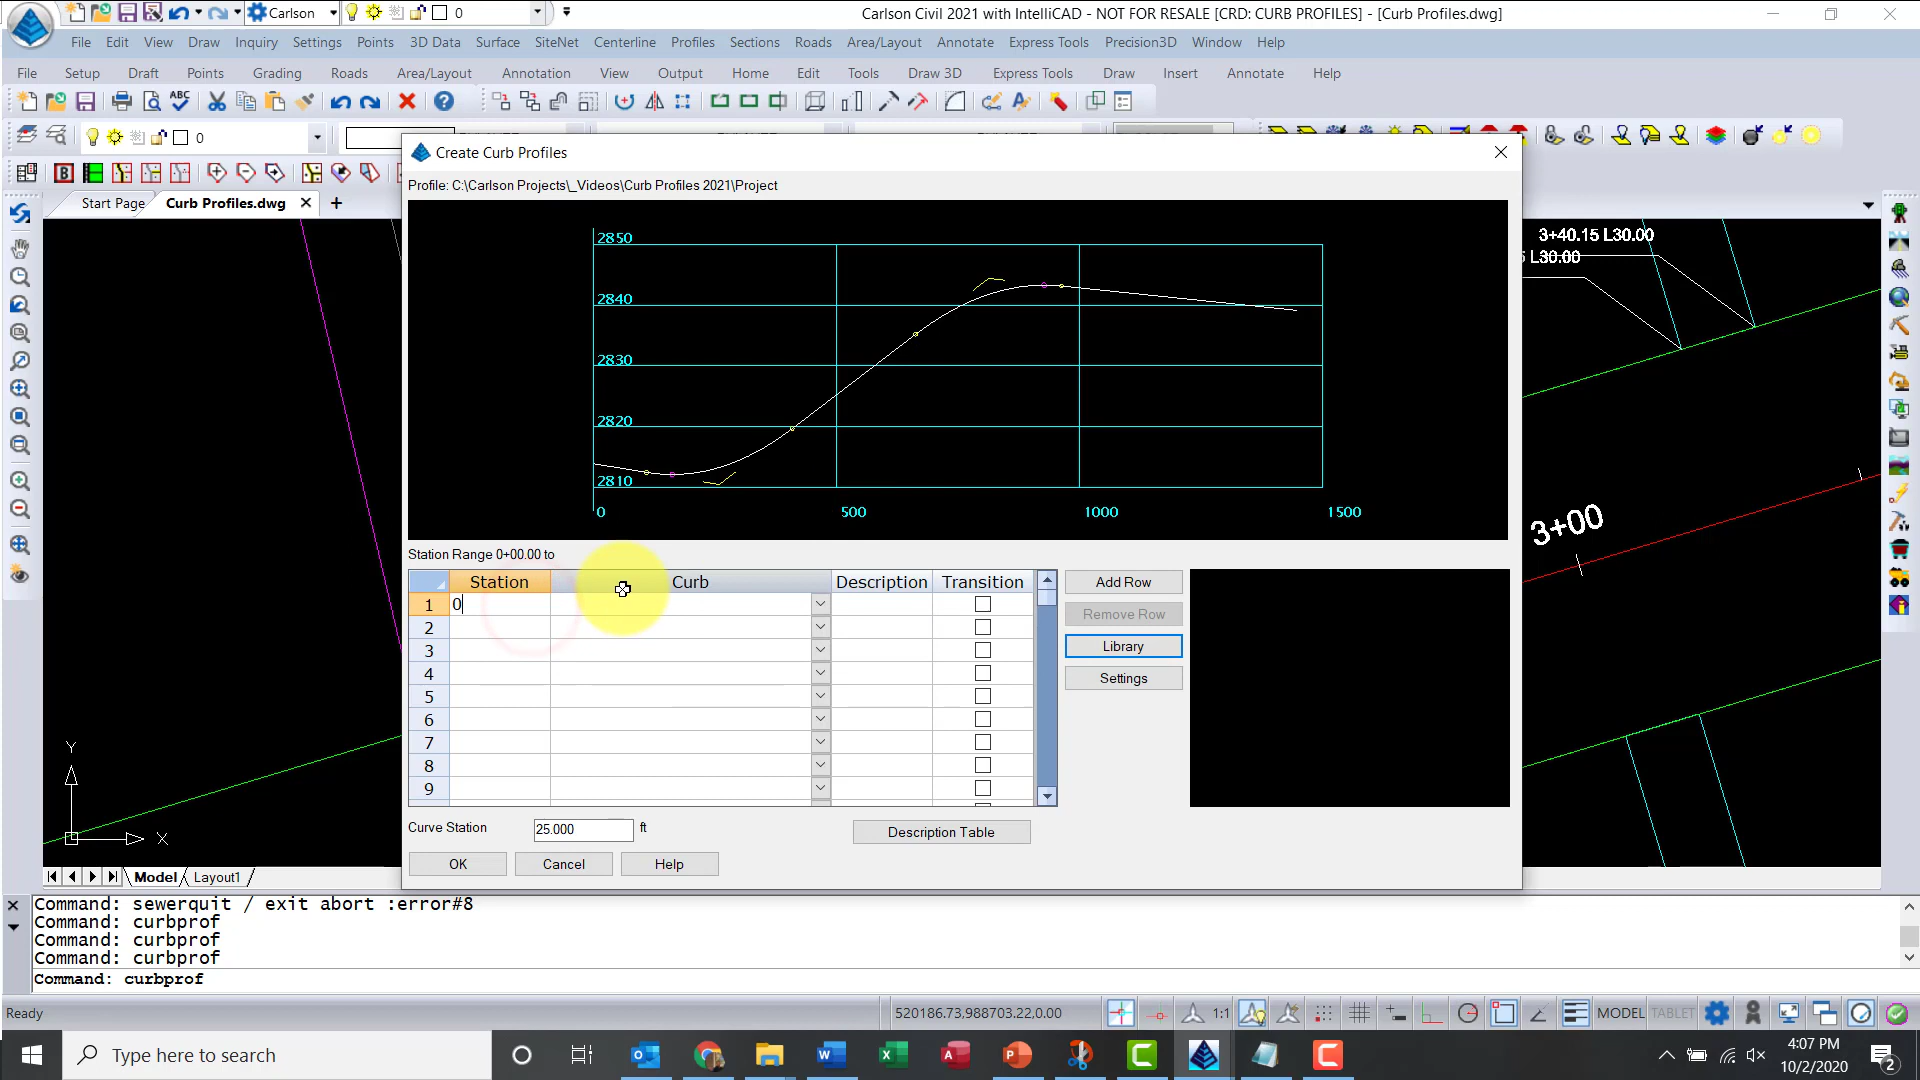 Carlson
0
Carlson Civil 2021 with IntelliCAD - NOT FOR RESALE [CRD: CURB PROFILES] - [Curb Profiles.dwg]
File Edit View Draw Inquiry Settings Points 3D Data Surface SiteNet Centerline Profiles Sections Roads Area/Layout Annotate Express Tools Precision3D Window Help
File Setup Draft Points Grading Roads Area/Layout Annotation View Output Home Edit Tools Draw 3D Express Tools Draw Insert Annotate Help
ABC
0
Start Page
Curb Profiles.dwg
Create Curb Profiles
Profile: C:\Carlson Projects\_Videos\Curb Profiles 2021\Project
2850
2840
2830
2820
2810
0 500 1000 1500
3+40.15 L30.00
L30.00
3+00
Station Range 0+00.00 to
Station Curb Description Transition
1 0
2
3
4
5
6
7
8
9
Add Row
Remove Row
Library
Settings
Curve Station 25.000 ft
Description Table
OK Cancel Help
Y
X
Model Layout1
Command: sewerquit / exit abort :error#8
Command: curbprof
Command: curbprof
Command: curbprof
Command: curbprof
Ready
520186.73,988703.22,0.00
1:1
MODEL TABLET
Type here to search
4:07 PM
10/2/2020
2